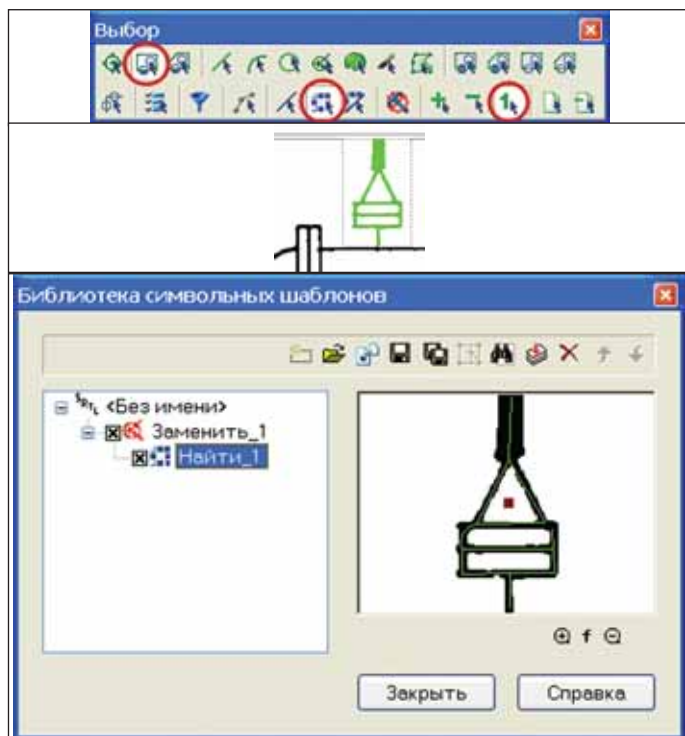 Выбор
Библиотека символьных шаблонов
<Без имени>
Заменить_1
Найти_1
f
Закрыть
Справка